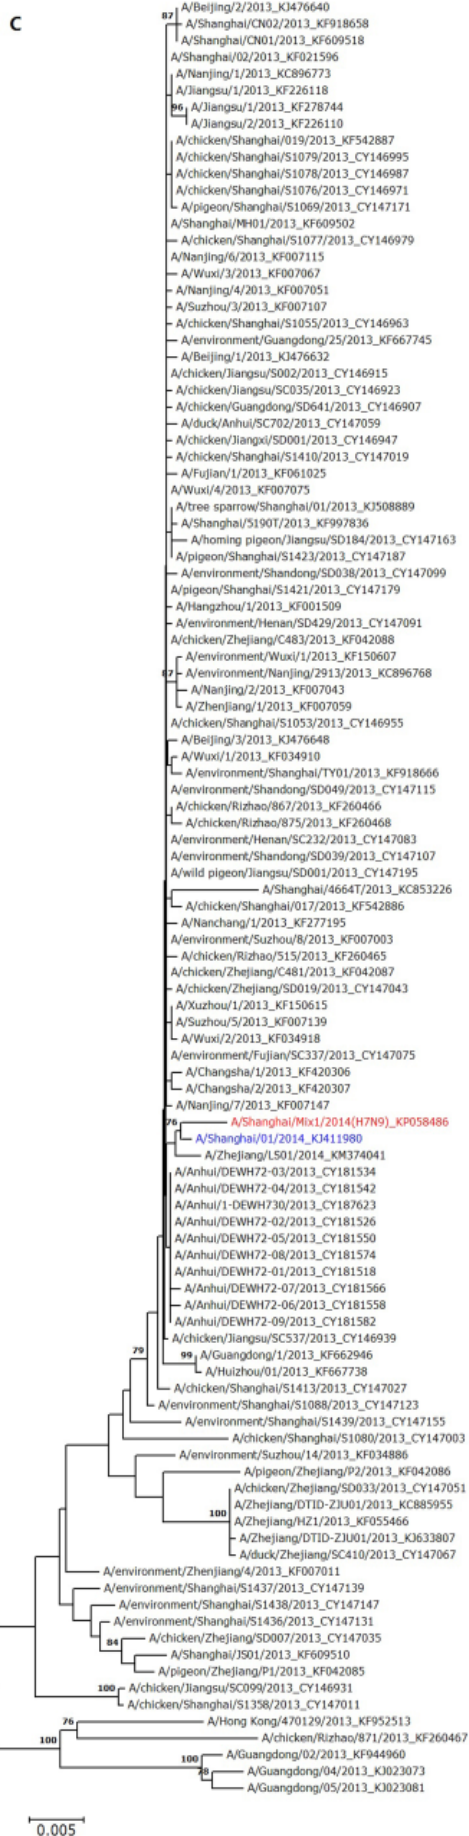 C
87
A/Beijing/2/2013_KJ476640
A/Shanghai/CN02/2013_KF918658
A/Shanghai/CN01/2013_KF609518
A/Shanghai/02/2013_KF021596
A/Nanjing/1/2013_KC896773
A/Jiangsu/1/2013_KF226118
96
A/Jiangsu/1/2013_KF278744
A/Jiangsu/2/2013_KF226110
A/chicken/Shanghai/019/2013_KF542887
A/chicken/Shanghai/S1079/2013_CY146995
A/chicken/Shanghai/S1078/2013_CY146987
A/chicken/Shanghai/S1076/2013_CY146971
A/pigeon/Shanghai/S1069/2013_CY147171
A/Shanghai/MH01/2013_KF609502
A/chicken/Shanghai/S1077/2013_CY146979
A/Nanjing/6/2013_KF007115
A/Wuxi/3/2013_KF007067
A/Nanjing/4/2013_KF007051
A/Suzhou/3/2013_KF007107
A/chicken/Shanghai/S1055/2013_CY146963
A/environment/Guangdong/25/2013_KF667745
A/Beijing/1/2013_KJ476632
A/chicken/Jiangsu/S002/2013_CY146915
A/chicken/Jiangsu/SC035/2013_CY146923
A/chicken/Guangdong/SD641/2013_CY146907
A/duck/Anhui/SC702/2013_CY147059
A/chicken/Jiangxi/SD001/2013_CY146947
A/chicken/Shanghai/S1410/2013_CY147019
A/Fujian/1/2013_KF061025
A/Wuxi/4/2013_KF007075
A/tree sparrow/Shanghai/01/2013_KJ508889
A/Shanghai/5190T/2013_KF997836
A/homing pigeon/Jiangsu/SD184/2013_CY147163
A/pigeon/Shanghai/S1423/2013_CY147187
A/environment/Shandong/SD038/2013_CY147099
A/pigeon/Shanghai/S1421/2013_CY147179
A/Hangzhou/1/2013_KF001509
A/environment/Henan/SD429/2013_CY147091
A/chicken/Zhejiang/C483/2013_KF042088
A/environment/Wuxi/1/2013_KF150607
87
A/environment/Nanjing/2913/2013_KC896768
A/Nanjing/2/2013_KF007043
A/Zhenjiang/1/2013_KF007059
A/chicken/Shanghai/S1053/2013_CY146955
A/Beijing/3/2013_KJ476648
A/Wuxi/1/2013_KF034910
A/environment/Shanghai/TY01/2013_KF918666
A/environment/Shandong/SD049/2013_CY147115
A/chicken/Rizhao/867/2013_KF260466
A/chicken/Rizhao/875/2013_KF260468
A/environment/Henan/SC232/2013_CY147083
A/environment/Shandong/SD039/2013_CY147107
A/wild pigeon/Jiangsu/SD001/2013_CY147195
A/Shanghai/4664T/2013_KC853226
A/chicken/Shanghai/017/2013_KF542886
A/Nanchang/1/2013_KF277195
A/environment/Suzhou/8/2013_KF007003
A/chicken/Rizhao/515/2013_KF260465
A/chicken/Zhejiang/C481/2013_KF042087
A/chicken/Zhejiang/SD019/2013_CY147043
A/Xuzhou/1/2013_KF150615
A/Suzhou/5/2013_KF007139
A/Wuxi/2/2013_KF034918
A/environment/Fujian/SC337/2013_CY147075
A/Changsha/1/2013_KF420306
A/Changsha/2/2013_KF420307
A/Nanjing/7/2013_KF007147
76
A/Shanghai/Mix1/2014(H7N9)_KP058486
A/Shanghai/01/2014_KJ411980
A/Zhejiang/LS01/2014_KM374041
A/Anhui/DEWH72-03/2013_CY181534
A/Anhui/DEWH72-04/2013_CY181542
A/Anhui/1-DEWH730/2013_CY187623
A/Anhui/DEWH72-02/2013_CY181526
A/Anhui/DEWH72-05/2013_CY181550
A/Anhui/DEWH72-08/2013_CY181574
A/Anhui/DEWH72-01/2013_CY181518
A/Anhui/DEWH72-07/2013_CY181566
A/Anhui/DEWH72-06/2013_CY181558
A/Anhui/DEWH72-09/2013_CY181582
A/chicken/Jiangsu/SC537/2013_CY146939
79
99
A/Guangdong/1/2013_KF662946
A/Huizhou/01/2013_KF667738
A/chicken/Shanghai/S1413/2013_CY147027
A/environment/Shanghai/S1088/2013_CY147123
A/environment/Shanghai/S1439/2013_CY147155
A/chicken/Shanghai/S1080/2013_CY147003
A/environment/Suzhou/14/2013_KF034886
A/pigeon/Zhejiang/P2/2013_KF042086
A/chicken/Zhejiang/SD033/2013_CY147051
A/Zhejiang/DTID-ZJU01/2013_KC885955
100
A/Zhejiang/HZ1/2013_KF055466
A/Zhejiang/DTID-ZJU01/2013_KJ633807
A/duck/Zhejiang/SC410/2013_CY147067
A/environment/Zhenjiang/4/2013_KF007011
A/environment/Shanghai/S1437/2013_CY147139
A/environment/Shanghai/S1438/2013_CY147147
A/environment/Shanghai/S1436/2013_CY147131
84
A/chicken/Zhejiang/SD007/2013_CY147035
A/Shanghai/JS01/2013_KF609510
A/pigeon/Zhejiang/P1/2013_KF042085
100
A/chicken/Jiangsu/SC099/2013_CY146931
A/chicken/Shanghai/S1358/2013_CY147011
76
A/Hong Kong/470129/2013_KF952513
100
A/chicken/Rizhao/871/2013_KF260467
100
A/Guangdong/02/2013_KF944960
78
A/Guangdong/04/2013_KJ023073
A/Guangdong/05/2013_KJ023081
0.005